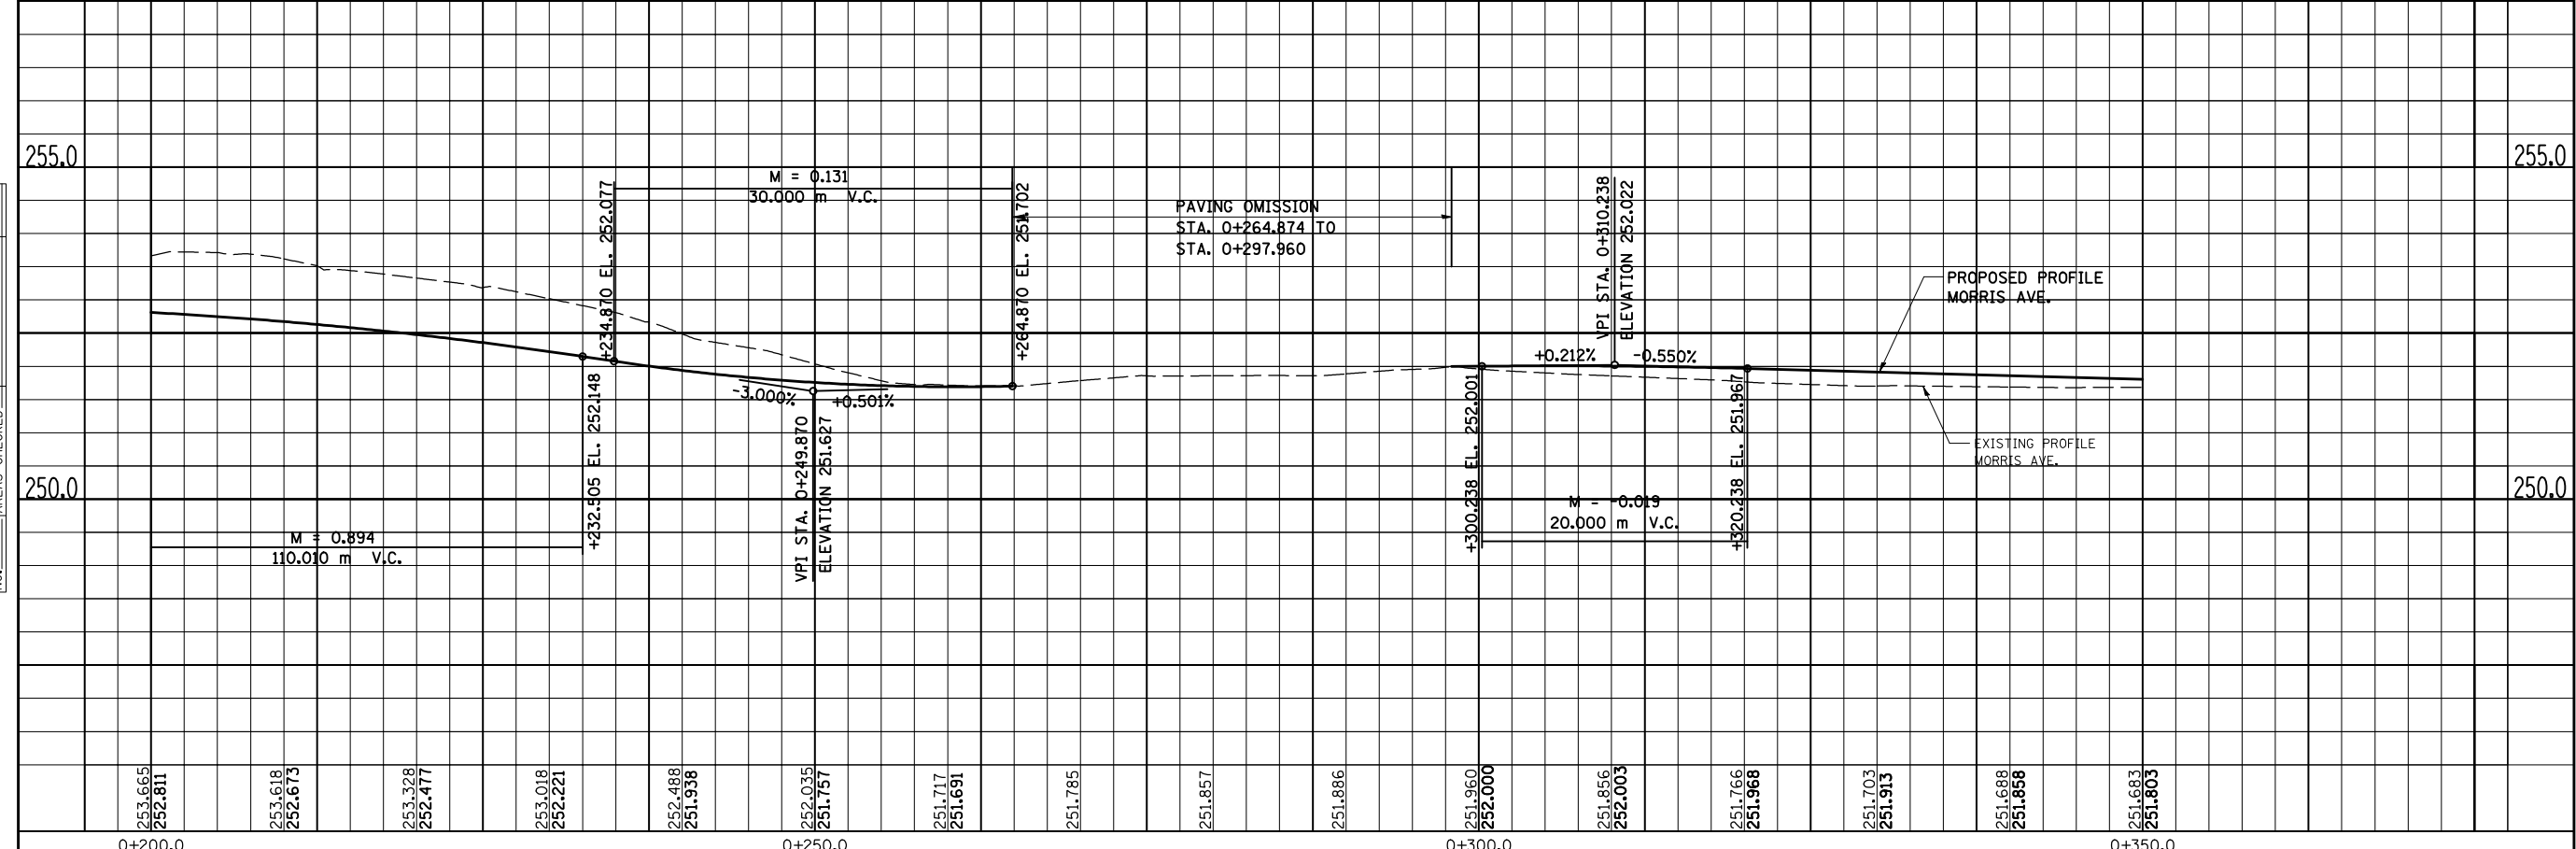 255.0
255.0
M = 0.131
30.000 m V.C.
+234.870 EL. 252.077
+264.870 EL. 251.702
PAVING OMISSION
STA. 0+264.874 TO
STA. 0+297.960
VPI STA. 0+310.238
ELEVATION 252.022
PROPOSED PROFILE
MORRIS AVE.
+0.212%
-0.550%
-3.000%
+0.501%
EXISTING PROFILE
MORRIS AVE.
250.0
250.0
+232.505 EL. 252.148
VPI STA. 0+249.870
ELEVATION 251.627
+300.238 EL. 252.001
+320.238 EL. 251.967
M = -0.019
20.000 m V.C.
M = 0.894
110.010 m V.C.
253.665
252.811
253.618
252.673
253.328
252.477
253.018
252.221
252.488
251.938
252.035
251.757
251.717
251.691
251.785
251.857
251.886
251.960
252.000
251.856
252.003
251.766
251.968
251.703
251.913
251.688
251.858
251.683
251.803
0+200.0
0+250.0
0+300.0
0+350.0